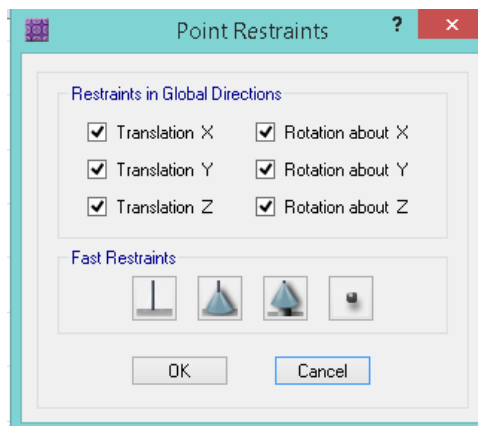 Point Restraints
?
×
Restraints in Global Directions
Translation X
Rotation about X
Translation Y
Rotation about Y
Translation Z
Rotation about Z
Fast Restraints
OK
Cancel